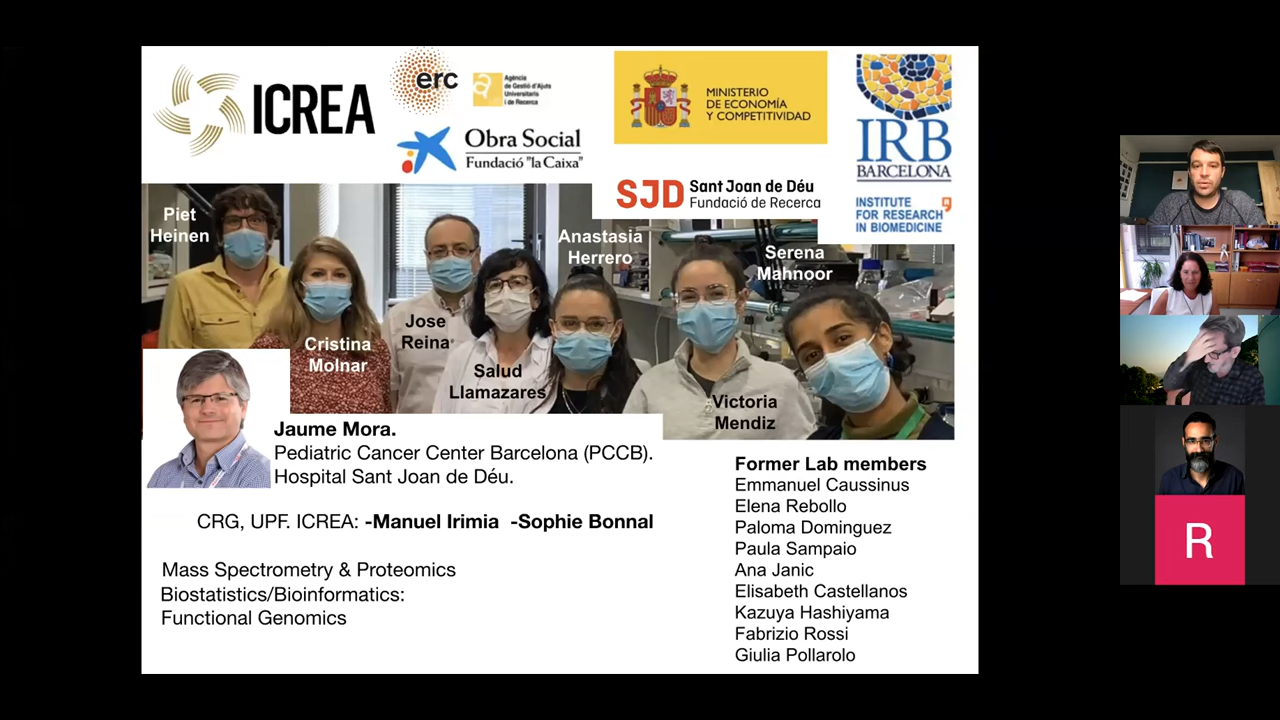 ICREA
erc
Agència
de Gestió d'Ajuts
Universitaris
i de Recerca
Obra Social
Fundació "la Caixa"
MINISTERIO
DE ECONOMÍA
Y COMPETITIVIDAD
IRB
BARCELONA
INSTITUTE
FOR RESEARCH
IN BIOMEDICINE
SJD Sant Joan de Déu
Fundació de Recerca
Piet
Heinen
Cristina
Molnar
Jose
Reina
Salud
Llamazares
Anastasia
Herrero
Victoria
Mendiz
Serena
Mahnoor
Jaume Mora.
Pediatric Cancer Center Barcelona (PCCB).
Hospital Sant Joan de Déu.
CRG, UPF. ICREA: -Manuel Irimia -Sophie Bonnal
Mass Spectrometry & Proteomics
Biostatistics/Bioinformatics:
Functional Genomics
Former Lab members
Emmanuel Caussinus
Elena Rebollo
Paloma Dominguez
Paula Sampaio
Ana Janic
Elisabeth Castellanos
Kazuya Hashiyama
Fabrizio Rossi
Giulia Pollarolo
R